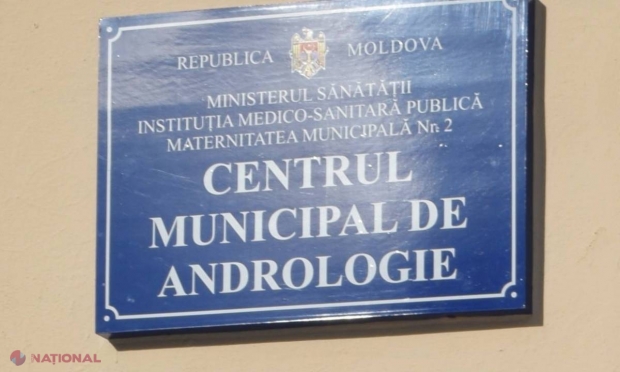 REPUBLICA MOLDOVA
MINISTERUL SĂNĂTĂȚII
INSTITUȚIA MEDICO-SANITARĂ PUBLICĂ
MATERNITATEA MUNICIPALĂ Nr. 2
CENTRUL
MUNICIPAL DE
ANDROLOGIE
NAȚIONAL